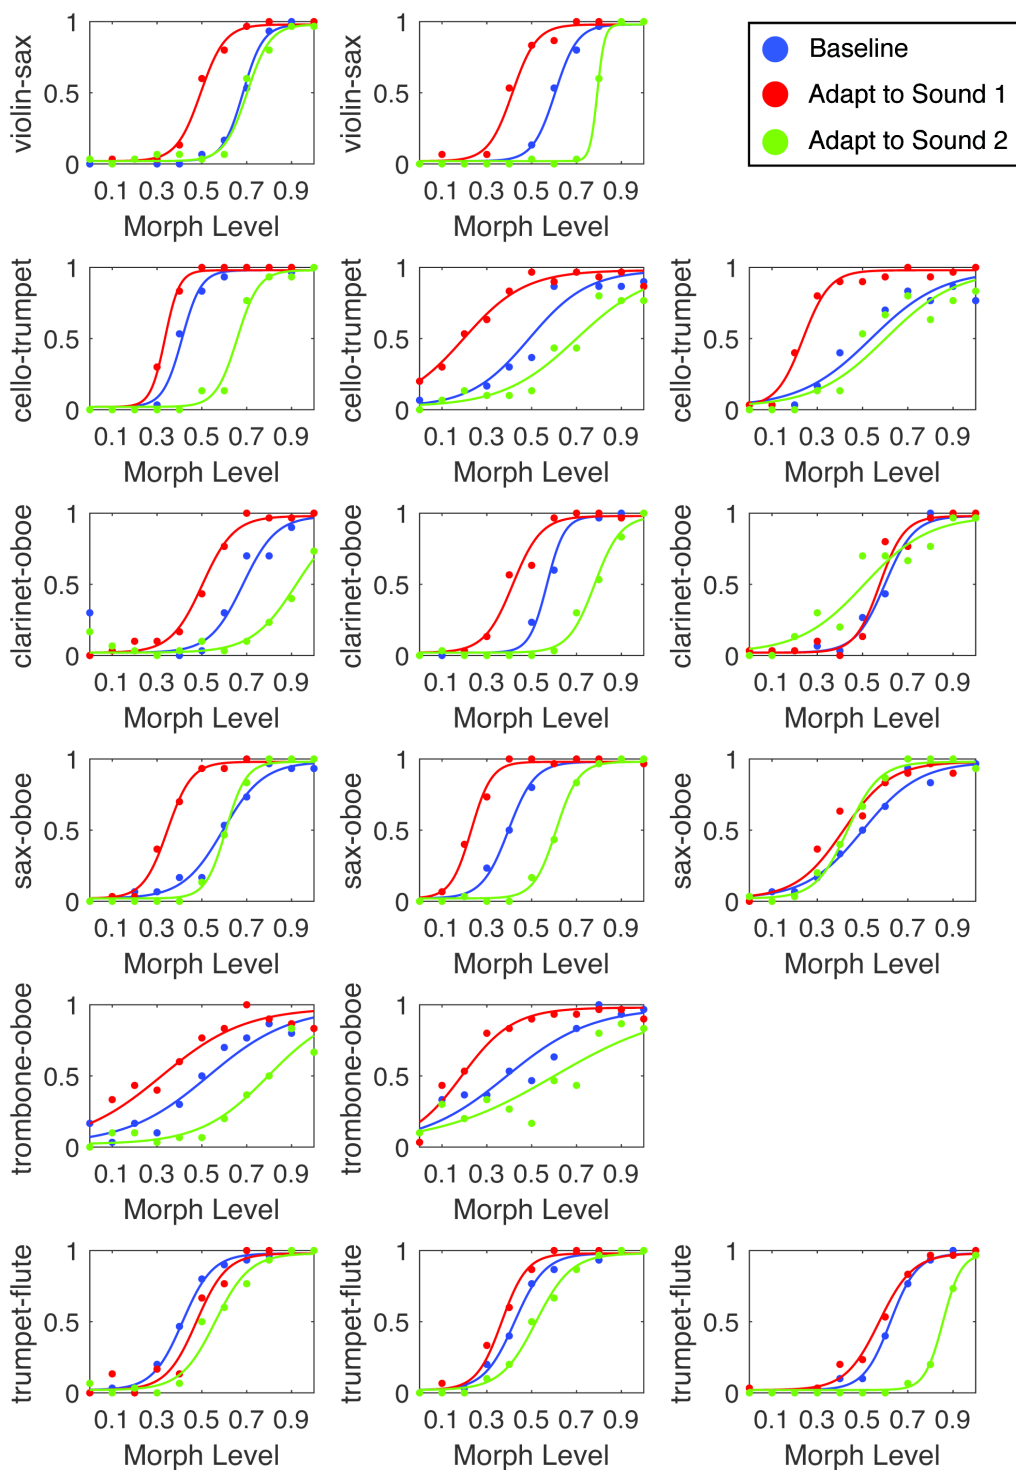 1
0.5
0
violin-sax
0.1 0.3 0.5 0.7 0.9
Morph Level
1
0.5
0
violin-sax
0.1 0.3 0.5 0.7 0.9
Morph Level
Baseline
Adapt to Sound 1
Adapt to Sound 2
1
0.5
0
cello-trumpet
0.1 0.3 0.5 0.7 0.9
Morph Level
1
0.5
0
cello-trumpet
0.1 0.3 0.5 0.7 0.9
Morph Level
1
0.5
0
cello-trumpet
0.1 0.3 0.5 0.7 0.9
Morph Level
1
0.5
0
clarinet-oboe
0.1 0.3 0.5 0.7 0.9
Morph Level
1
0.5
0
clarinet-oboe
0.1 0.3 0.5 0.7 0.9
Morph Level
1
0.5
0
clarinet-oboe
0.1 0.3 0.5 0.7 0.9
Morph Level
1
0.5
0
sax-oboe
0.1 0.3 0.5 0.7 0.9
Morph Level
1
0.5
0
sax-oboe
0.1 0.3 0.5 0.7 0.9
Morph Level
1
0.5
0
sax-oboe
0.1 0.3 0.5 0.7 0.9
Morph Level
1
0.5
0
trombone-oboe
0.1 0.3 0.5 0.7 0.9
Morph Level
1
0.5
0
trombone-oboe
0.1 0.3 0.5 0.7 0.9
Morph Level
1
0.5
0
trumpet-flute
0.1 0.3 0.5 0.7 0.9
Morph Level
1
0.5
0
trumpet-flute
0.1 0.3 0.5 0.7 0.9
Morph Level
1
0.5
0
trumpet-flute
0.1 0.3 0.5 0.7 0.9
Morph Level